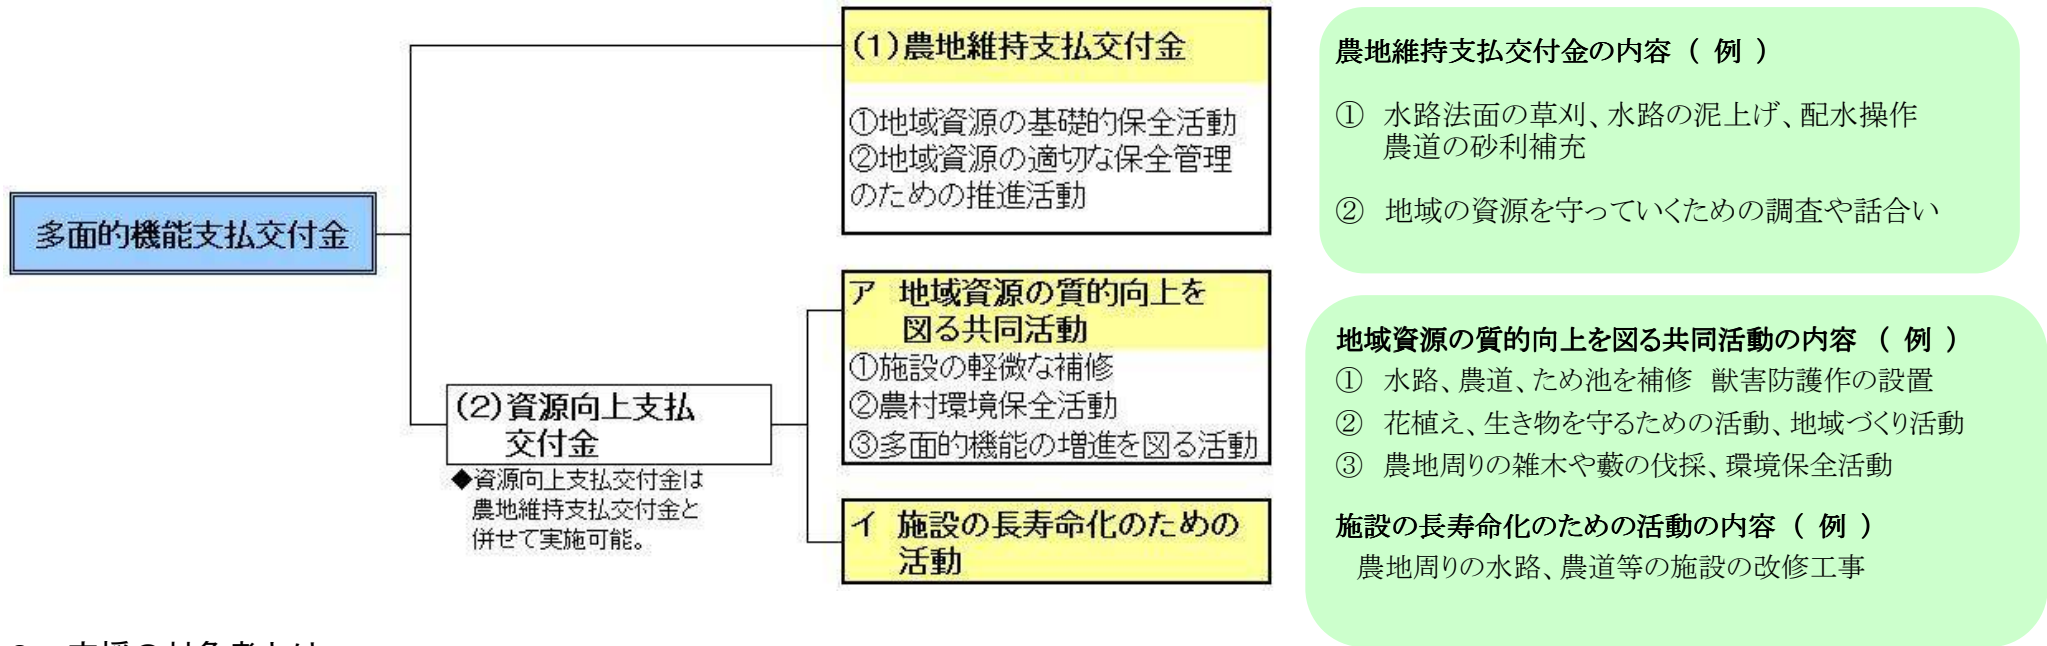 多面的機能支払交付金
(1)農地維持支払交付金
①地域資源の基礎的保全活動
②地域資源の適切な保全管理
のための推進活動
(2)資源向上支払
交付金
◆資源向上支払交付金は
農地維持支払交付金と
併せて実施可能。
ア 地域資源の質的向上を
図る共同活動
①施設の軽微な補修
②農村環境保全活動
③多面的機能の増進を図る活動
イ 施設の長寿命化のための
活動
農地維持支払交付金の内容 ( 例 )
① 水路法面の草刈、水路の泥上げ、配水操作
農道の砂利補充
② 地域の資源を守っていくための調査や話合い
地域資源の質的向上を図る共同活動の内容 ( 例 )
① 水路、農道、ため池を補修 獣害防護作の設置
② 花植え、生き物を守るための活動、地域づくり活動
③ 農地周りの雑木や藪の伐採、環境保全活動
施設の長寿命化のための活動の内容 ( 例 )
農地周りの水路、農道等の施設の改修工事